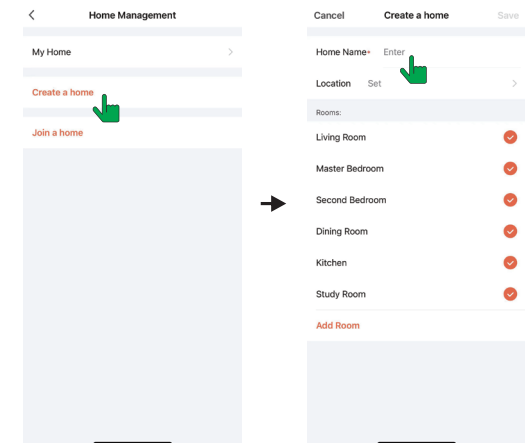 Home Management
My Home
Create a home
Join a home
Cancel Create a home Save
Home Name* Enter
Location Set
Rooms:
Living Room
Master Bedroom
Second Bedroom
Dining Room
Kitchen
Study Room
Add Room